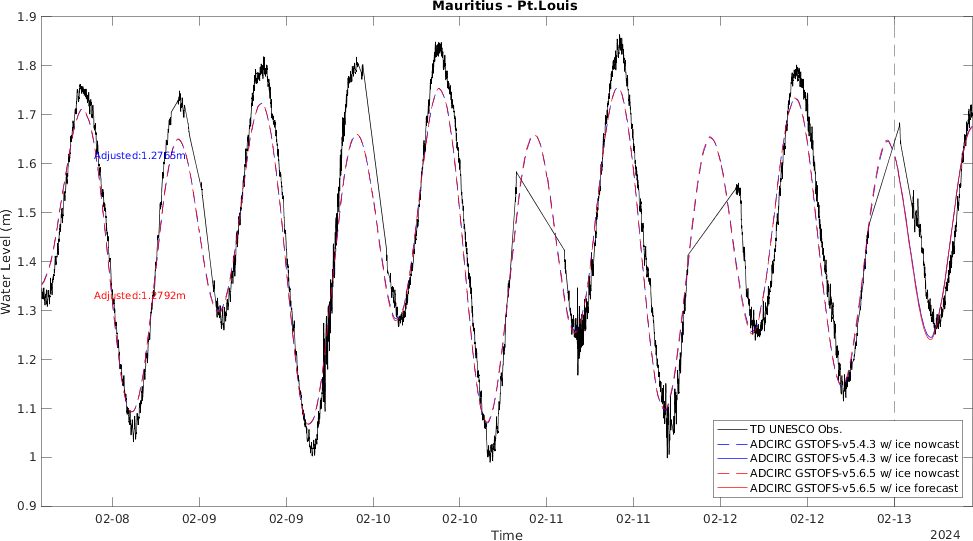 Mauritius - Pt.Louis
1.9
1.8
1.7
1.6
1.5
1.4
1.3
1.2
1.1
1
0.9
Water Level (m)
Adjusted:1.2765m
Adjusted:1.2792m
TD UNESCO Obs.
ADCIRC GSTOFS-v5.4.3 w/ ice nowcast
ADCIRC GSTOFS-v5.4.3 w/ ice forecast
ADCIRC GSTOFS-v5.6.5 w/ ice nowcast
ADCIRC GSTOFS-v5.6.5 w/ ice forecast
02-08 02-09 02-09 02-10 02-10 02-11 02-11 02-12 02-12 02-13
Time
2024